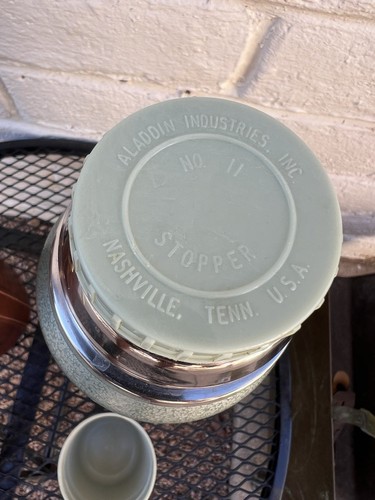 ALADDIN INDUSTRIES, INC.
NO. 11
STOPPER
NASHVILLE, TENN. U.S.A.